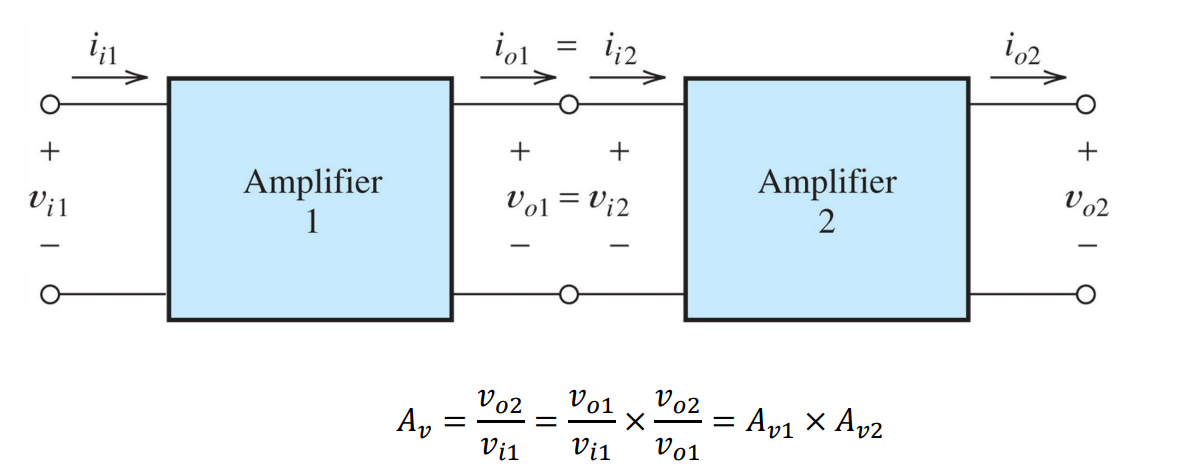 i_{i1} i_{o1} = i_{i2} i_{o2}
+ + + +
Amplifier 1 Amplifier 2
v_{i1} v_{o1} = v_{i2} v_{o2}
− − − −
A_v = \frac{v_{o2}}{v_{i1}} = \frac{v_{o1}}{v_{i1}} × \frac{v_{o2}}{v_{o1}} = A_{v1} × A_{v2}